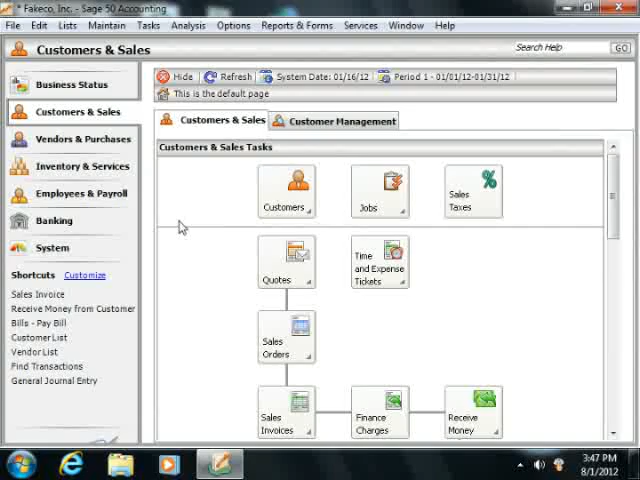 * Fakeco, Inc. - Sage 50 Accounting
File Edit Lists Maintain Tasks Analysis Options Reports & Forms Services Window Help
Customers & Sales
Search Help GO
Business Status
Customers & Sales
Vendors & Purchases
Inventory & Services
Employees & Payroll
Banking
System
Shortcuts Customize
Sales Invoice
Receive Money from Customer
Bills - Pay Bill
Customer List
Vendor List
Find Transactions
General Journal Entry
Hide Refresh System Date: 01/16/12 Period 1 - 01/01/12-01/31/12
This is the default page
Customers & Sales Customer Management
Customers & Sales Tasks
Customers
Jobs
Sales
Taxes
Quotes
Time
and Expense
Tickets
Sales
Orders
Sales
Invoices
Finance
Charges
Receive
Money
3:47 PM
8/1/2012